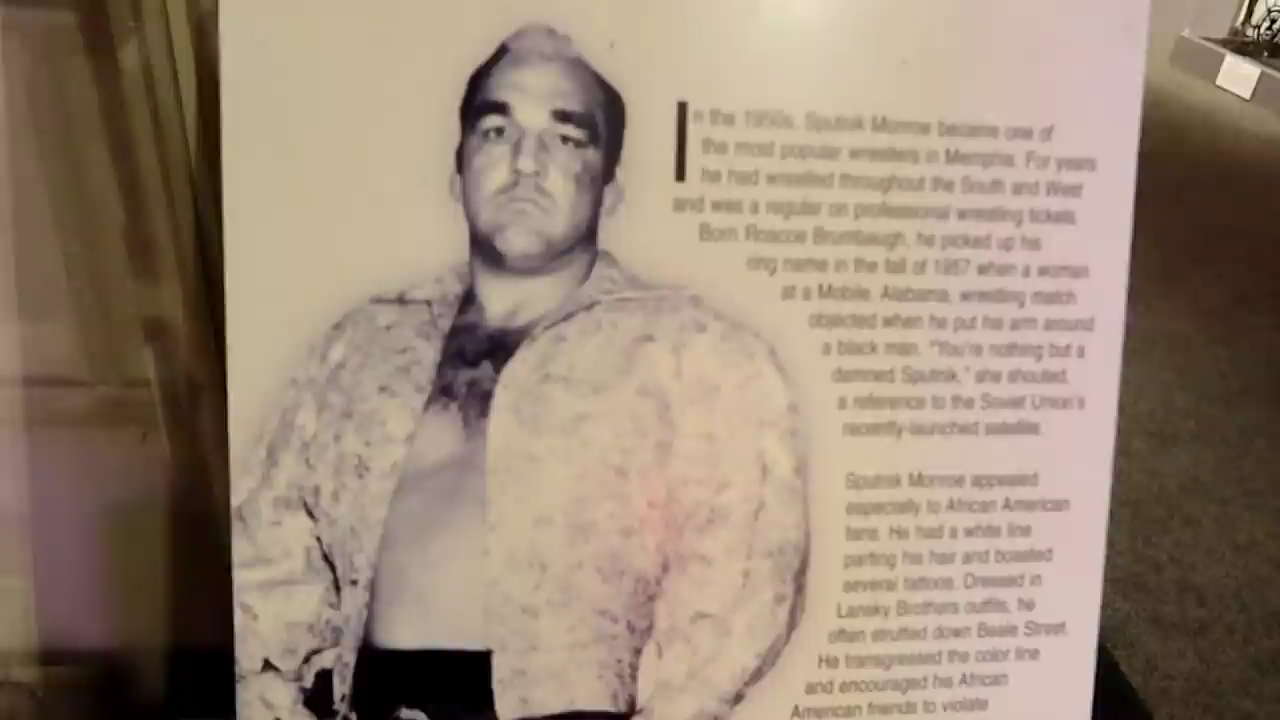 In the 1950s, Sputnik Monroe became one of
the most popular wrestlers in Memphis. For years
he had wrestled throughout the South and West
and was a regular on professional wrestling tickets.
Born Roscoe Brumbaugh, he picked up his
ring name in the fall of 1957 when a woman
at a Mobile, Alabama, wrestling match
objected when he put his arm around
a black man. "You're nothing but a
damned Sputnik," she shouted,
a reference to the Soviet Union's
recently-launched satellite.
Sputnik Monroe appealed
especially to African American
fans. He had a white line
parting his hair and boasted
several tattoos. Dressed in
Lansky Brothers outfits, he
often strutted down Beale Street.
He transgressed the color line
and encouraged his African
American friends to violate